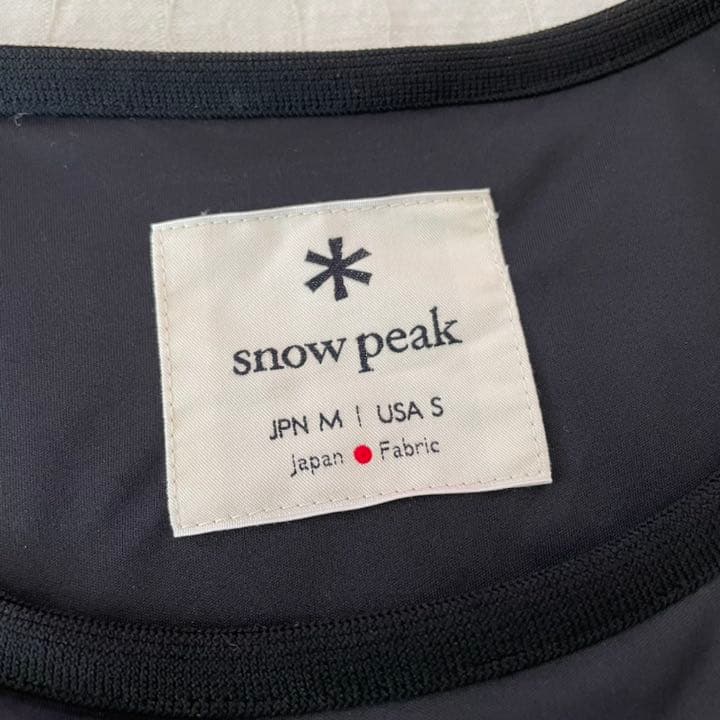 snow peak
JPN M | USA S
Japan ● Fabric